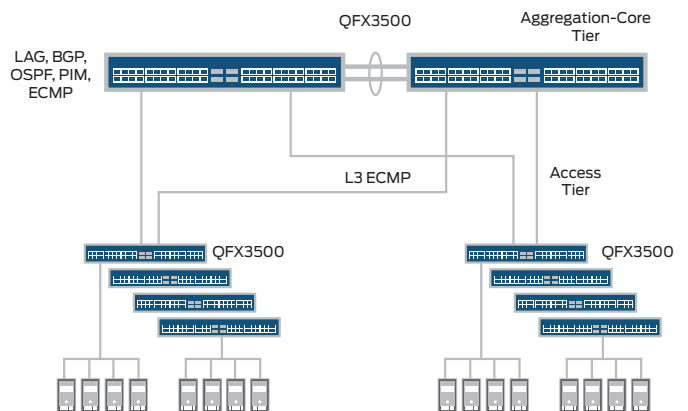 QFX3500
Aggregation-Core
Tier
LAG, BGP,
OSPF, PIM,
ECMP
L3 ECMP
Access
Tier
QFX3500
QFX3500